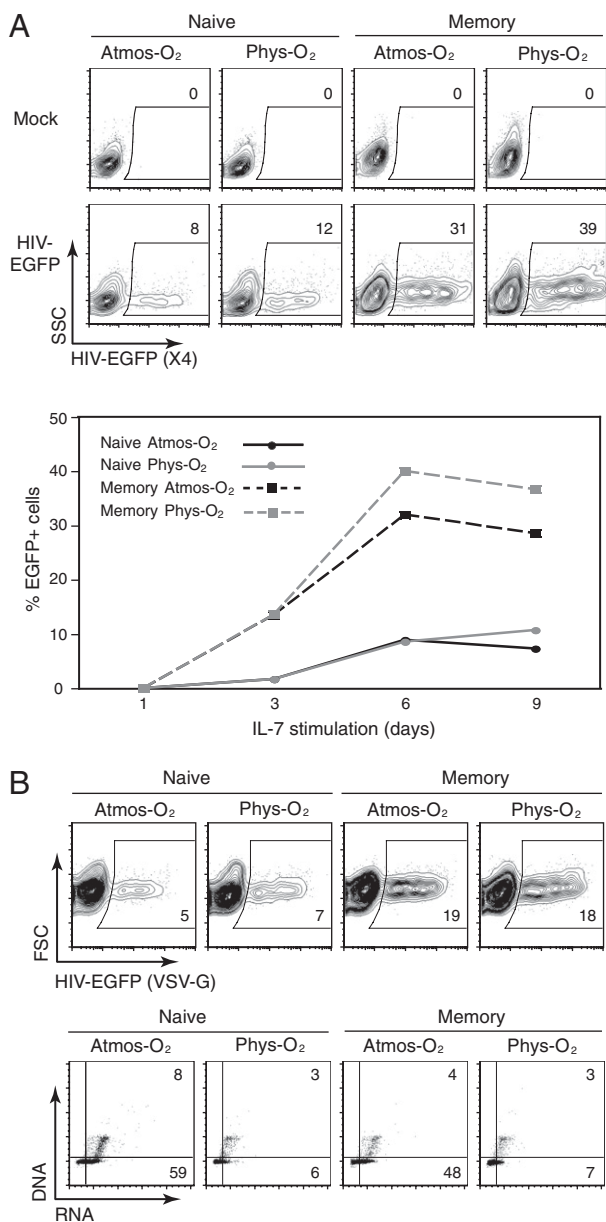 A
Naive Memory
Atmos-O₂ Phys-O₂ Atmos-O₂ Phys-O₂
Mock
0 0 0 0
HIV-
EGFP
8 12 31 39
SSC
HIV-EGFP (X4)
50
40
30
20
10
0
% EGFP+ cells
Naive Atmos-O₂
Naive Phys-O₂
Memory Atmos-O₂
Memory Phys-O₂
1 3 6 9
IL-7 stimulation (days)
B
Naive Memory
Atmos-O₂ Phys-O₂ Atmos-O₂ Phys-O₂
5 7 19 18
FSC
HIV-EGFP (VSV-G)
Naive Memory
Atmos-O₂ Phys-O₂ Atmos-O₂ Phys-O₂
8 3 4 3
59 6 48 7
DNA
RNA